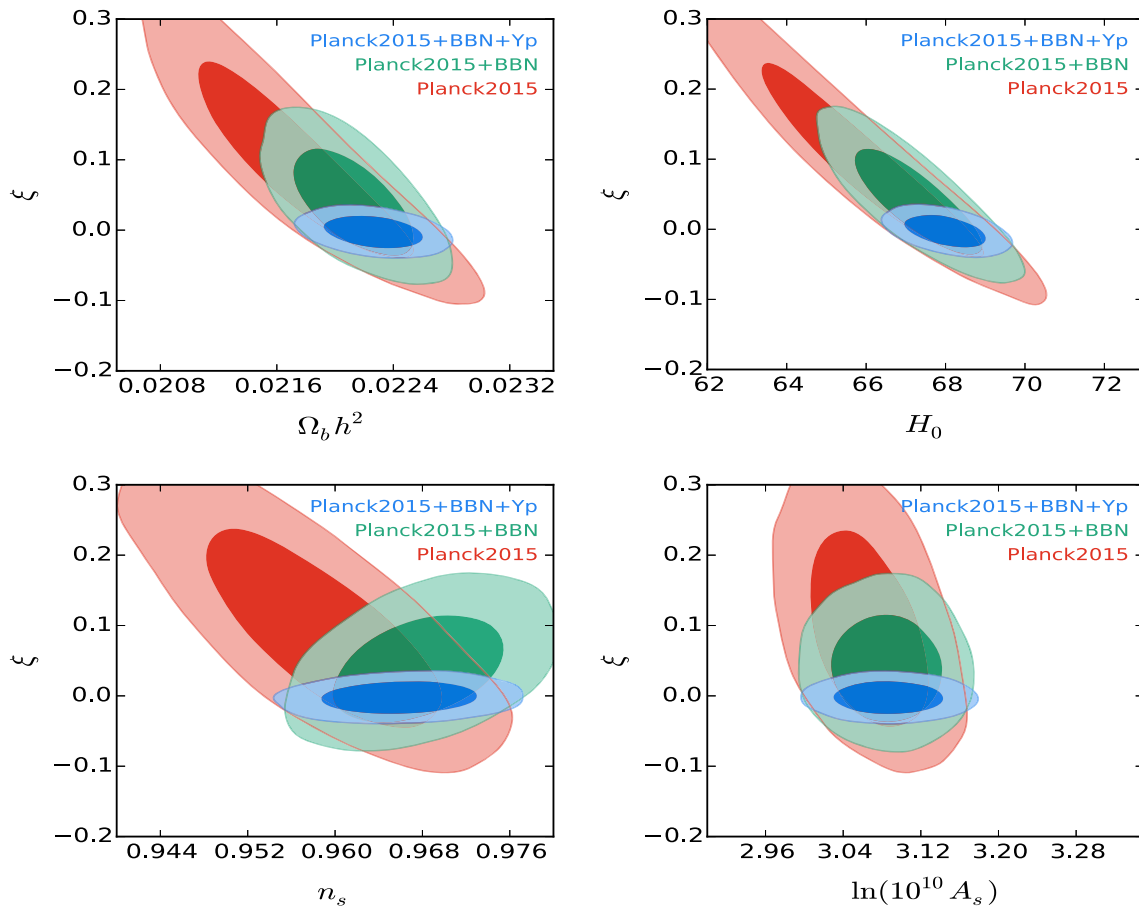 0.3
0.2
0.1
0.0
−0.1
−0.2
ξ
Planck2015+BBN+Yp
Planck2015+BBN
Planck2015
0.0208 0.0216 0.0224 0.0232
Ω_b h²
0.3
0.2
0.1
0.0
−0.1
−0.2
ξ
Planck2015+BBN+Yp
Planck2015+BBN
Planck2015
62 64 66 68 70 72
H₀
0.3
0.2
0.1
0.0
−0.1
−0.2
ξ
Planck2015+BBN+Yp
Planck2015+BBN
Planck2015
0.944 0.952 0.960 0.968 0.976
n_s
0.3
0.2
0.1
0.0
−0.1
−0.2
ξ
Planck2015+BBN+Yp
Planck2015+BBN
Planck2015
2.96 3.04 3.12 3.20 3.28
ln(10¹⁰ A_s)